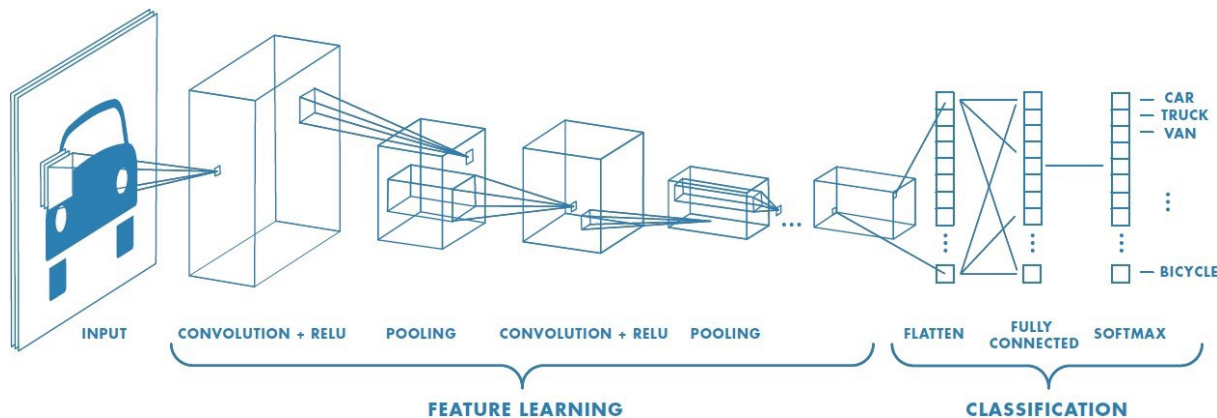 CAR
TRUCK
VAN
BICYCLE
INPUT
CONVOLUTION + RELU
POOLING
CONVOLUTION + RELU
POOLING
FLATTEN
FULLY
CONNECTED
SOFTMAX
FEATURE LEARNING
CLASSIFICATION